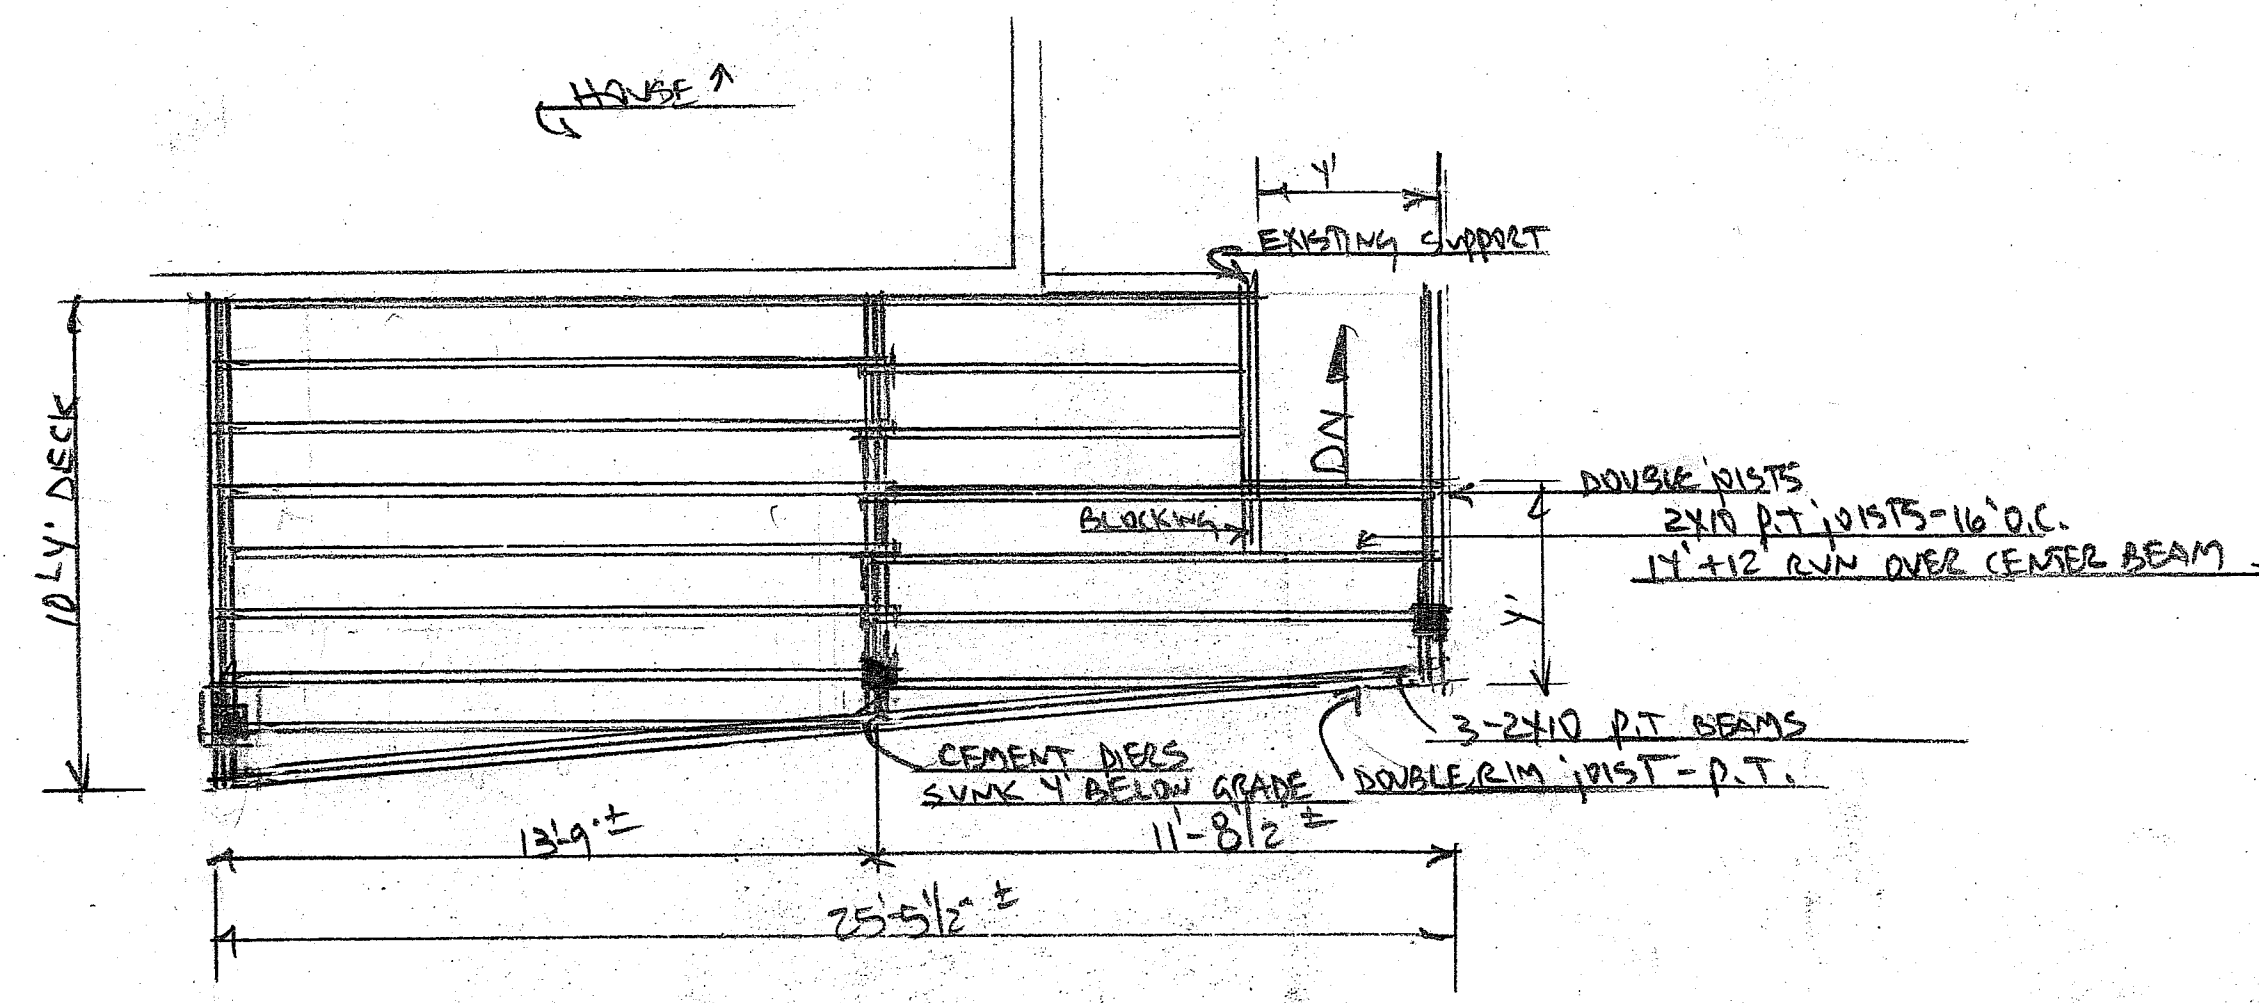 HOUSE
4'
EXISTING SUPPORT
10 LY' DECK
DN
DOUBLE JOISTS
BLOCKING
2X10 P.T JOISTS-16" O.C.
14'+12' RUN OVER CENTER BEAM
4'
3-2X10 P.T BEAMS
CEMENT PIERS
SUNK 4' BELOW GRADE
DOUBLE RIM JOIST - P.T.
13'-9" ±
11'-8 1/2 ±
25'-5 1/2" ±